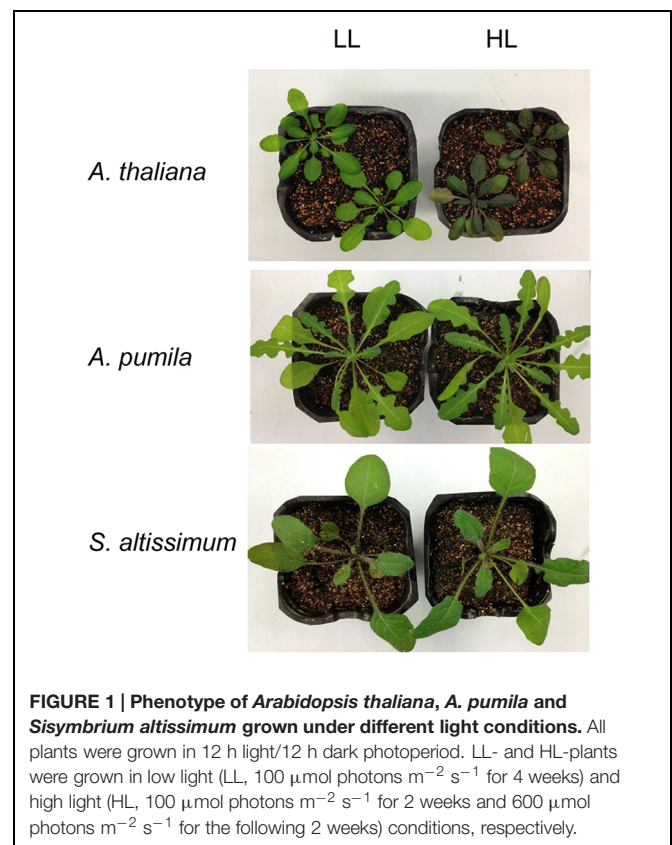 LL HL
A. thaliana
A. pumila
S. altissimum
FIGURE 1 | Phenotype of Arabidopsis thaliana, A. pumila and
Sisymbrium altissimum grown under different light conditions. All
plants were grown in 12 h light/12 h dark photoperiod. LL- and HL-plants
were grown in low light (LL, 100 μmol photons m−2 s−1 for 4 weeks) and
high light (HL, 100 μmol photons m−2 s−1 for 2 weeks and 600 μmol
photons m−2 s−1 for the following 2 weeks) conditions, respectively.